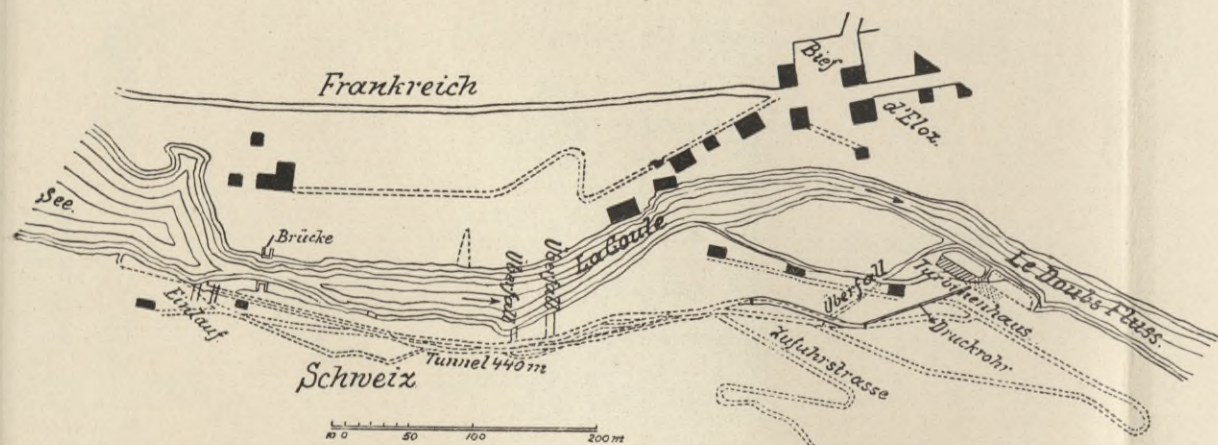 Frankreich
Bief
d'Eloz.
See.
Brücke
Überfall
Überfall
La Goule
Le Doubs-Fluss.
Einlauf
Überfall
Turbinenhaus
Druckrohr
Tunnel 440 m
Zufuhrstrasse
Schweiz
10 0 50 100 200 m